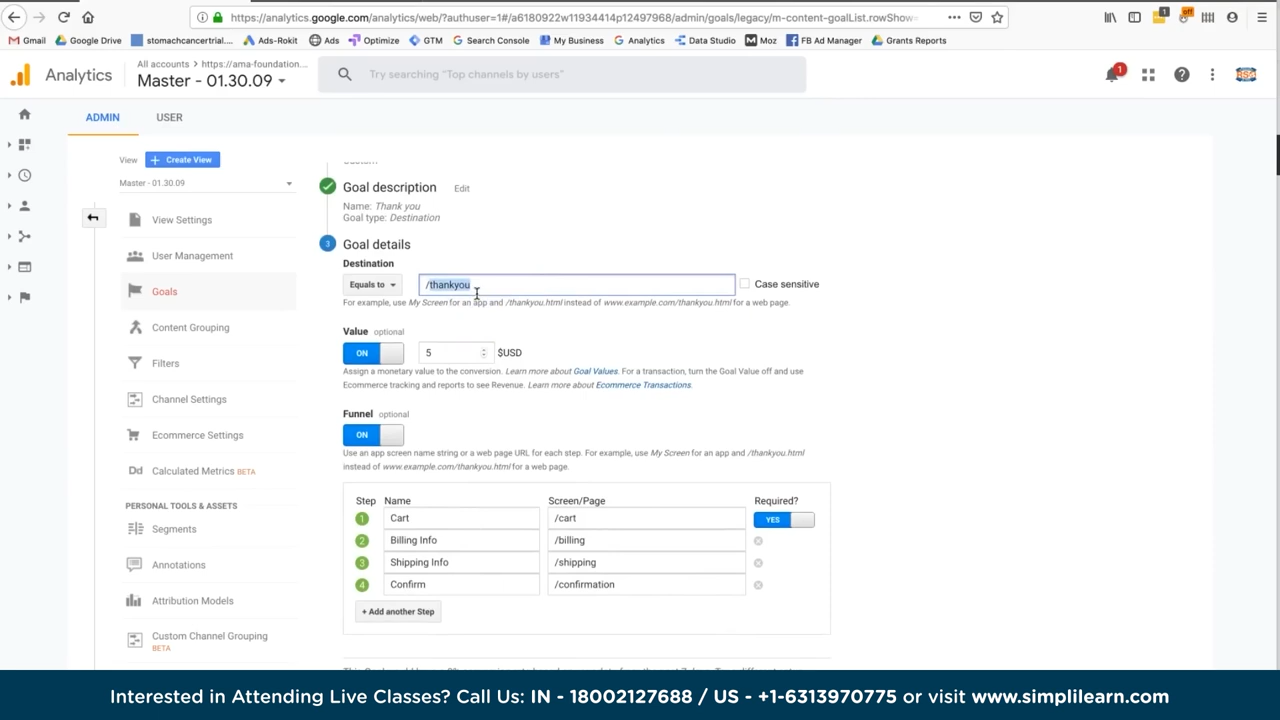 https://analytics.google.com/analytics/web/?authuser=1#/a6180922w11934414p12497968/admin/goals/legacy/m-content-goalList.rowShow=
Gmail Google Drive stomachcancertrial.... Ads-Rokit Ads Optimize GTM Search Console My Business Analytics Data Studio Moz FB Ad Manager Grants Reports
Analytics
All accounts > https://ama-foundation...
Master - 01.30.09
Try searching "Top channels by users"
1
ADMIN USER
View
+ Create View
Master - 01.30.09
View Settings
User Management
Goals
Content Grouping
Filters
Channel Settings
Ecommerce Settings
Dd Calculated Metrics BETA
PERSONAL TOOLS & ASSETS
Segments
Annotations
Attribution Models
Custom Channel Grouping
BETA
Goal description Edit
Name: Thank you
Goal type: Destination
3 Goal details
Destination
Equals to /thankyou Case sensitive
For example, use My Screen for an app and /thankyou.html instead of www.example.com/thankyou.html for a web page.
Value optional
ON 5 $USD
Assign a monetary value to the conversion. Learn more about Goal Values. For a transaction, turn the Goal Value off and use
Ecommerce tracking and reports to see Revenue. Learn more about Ecommerce Transactions.
Funnel optional
ON
Use an app screen name string or a web page URL for each step. For example, use My Screen for an app and /thankyou.html
instead of www.example.com/thankyou.html for a web page.
Step Name Screen/Page Required?
1 Cart /cart YES
2 Billing Info /billing
3 Shipping Info /shipping
4 Confirm /confirmation
+ Add another Step
Interested in Attending Live Classes? Call Us: IN - 18002127688 / US - +1-6313970775 or visit www.simplilearn.com